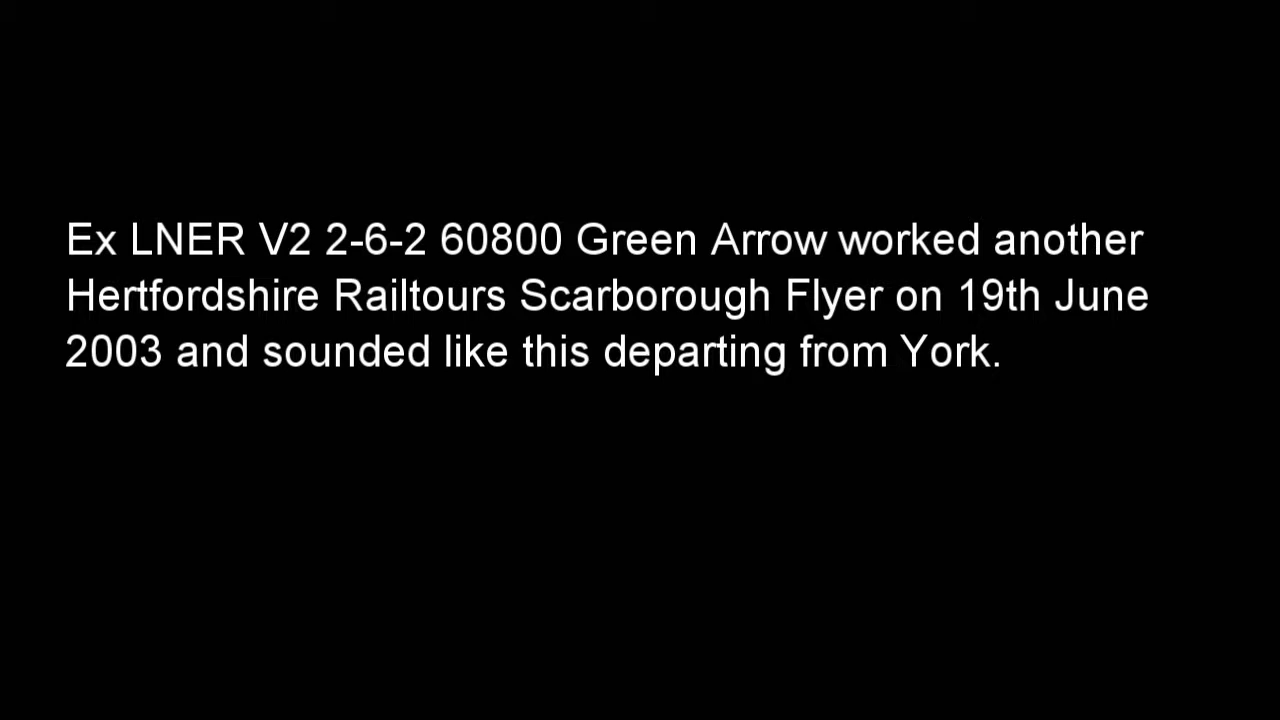 Ex LNER V2 2-6-2 60800 Green Arrow worked another
Hertfordshire Railtours Scarborough Flyer on 19th June
2003 and sounded like this departing from York.